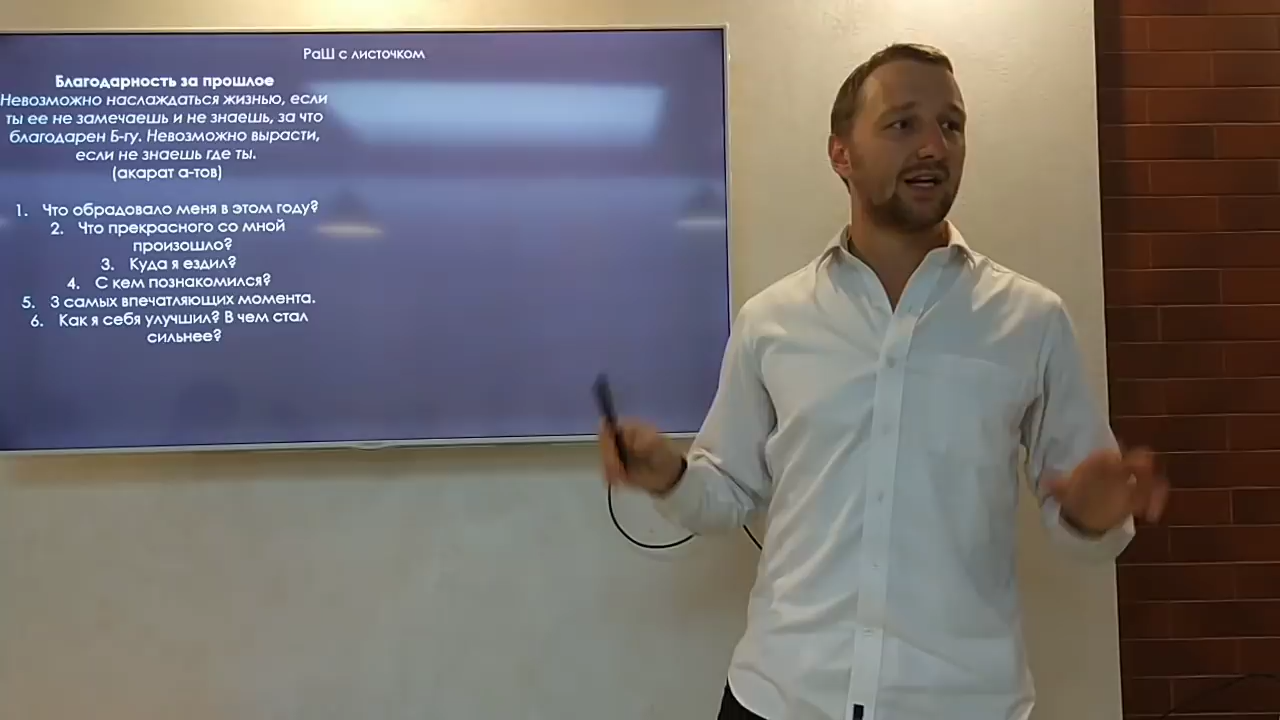 РаШ с листочком
Благодарность за прошлое
Невозможно наслаждаться жизнью, если
ты ее не замечаешь и не знаешь, за что
благодарен Б-гу. Невозможно вырасти,
если не знаешь где ты.
(акарат а-тов)
1. Что обрадовало меня в этом году?
2. Что прекрасного со мной
произошло?
3. Куда я ездил?
4. С кем познакомился?
5. 3 самых впечатляющих момента.
6. Как я себя улучшил? В чем стал
сильнее?